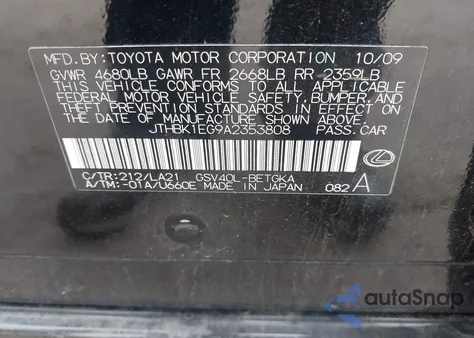 MFD.BY:TOYOTA MOTOR CORPORATION 10/09
GVWR 4680LB GAWR FR 2668LB RR 2359LB
THIS VEHICLE CONFORMS TO ALL APPLICABLE
FEDERAL MOTOR VEHICLE SAFETY, BUMPER, AND
THEFT PREVENTION STANDARDS IN EFFECT ON
THE DATE OF MANUFACTURE SHOWN ABOVE.
JTHBK1EG9A2353808 PASS.CAR
C/TR:212/LA21 GSV40L-BETGKA
A/TM:-01A/U660E MADE IN JAPAN 082 A
autoSnap